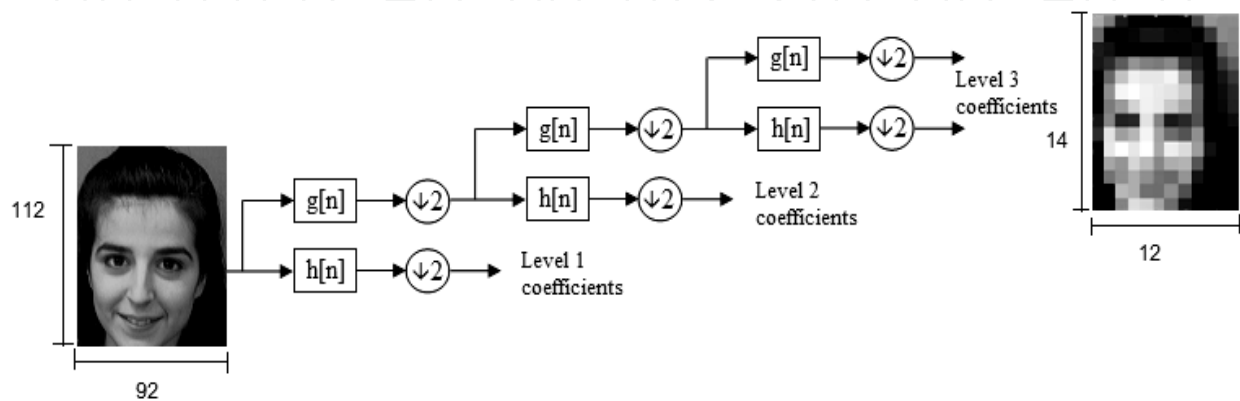 g[n]
↓2
Level 3
coefficients
g[n]
↓2
h[n]
↓2
14
112
g[n]
↓2
h[n]
↓2
Level 2
coefficients
h[n]
↓2
Level 1
coefficients
12
92